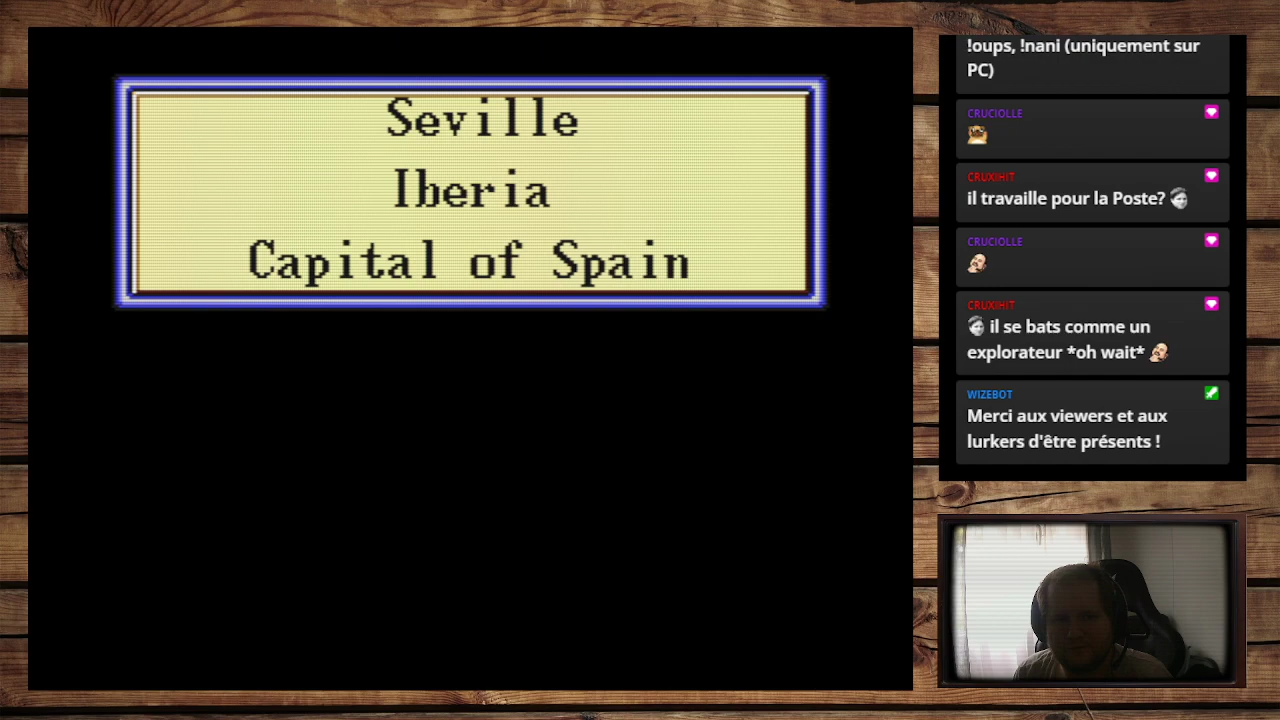 Seville
Iberia
Capital of Spain
!oups, !nani (uniquement sur
PC)
CRUCIOLLE
CRUXIHIT
il travaille pour la Poste?
CRUCIOLLE
CRUXIHIT
il se bats comme un
explorateur *oh wait*
WIZEBOT
Merci aux viewers et aux
lurkers d'être présents !